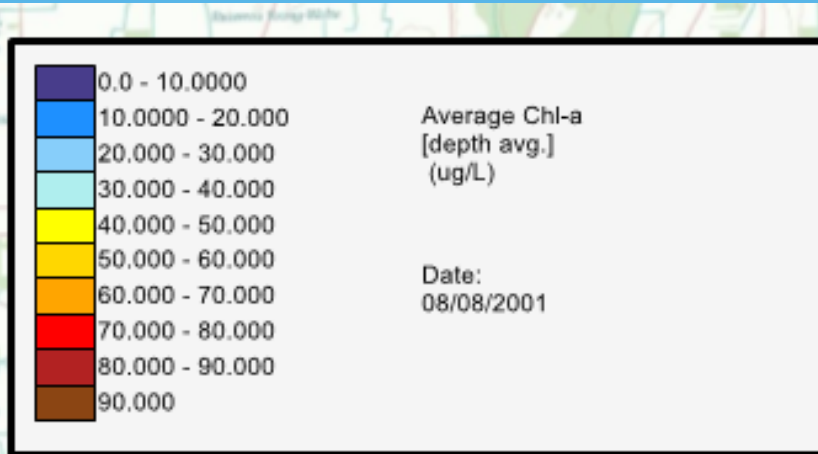 0.0 - 10.0000
10.0000 - 20.000
20.000 - 30.000
30.000 - 40.000
40.000 - 50.000
50.000 - 60.000
60.000 - 70.000
70.000 - 80.000
80.000 - 90.000
90.000
Average Chl-a
[depth avg.]
(ug/L)
Date:
08/08/2001